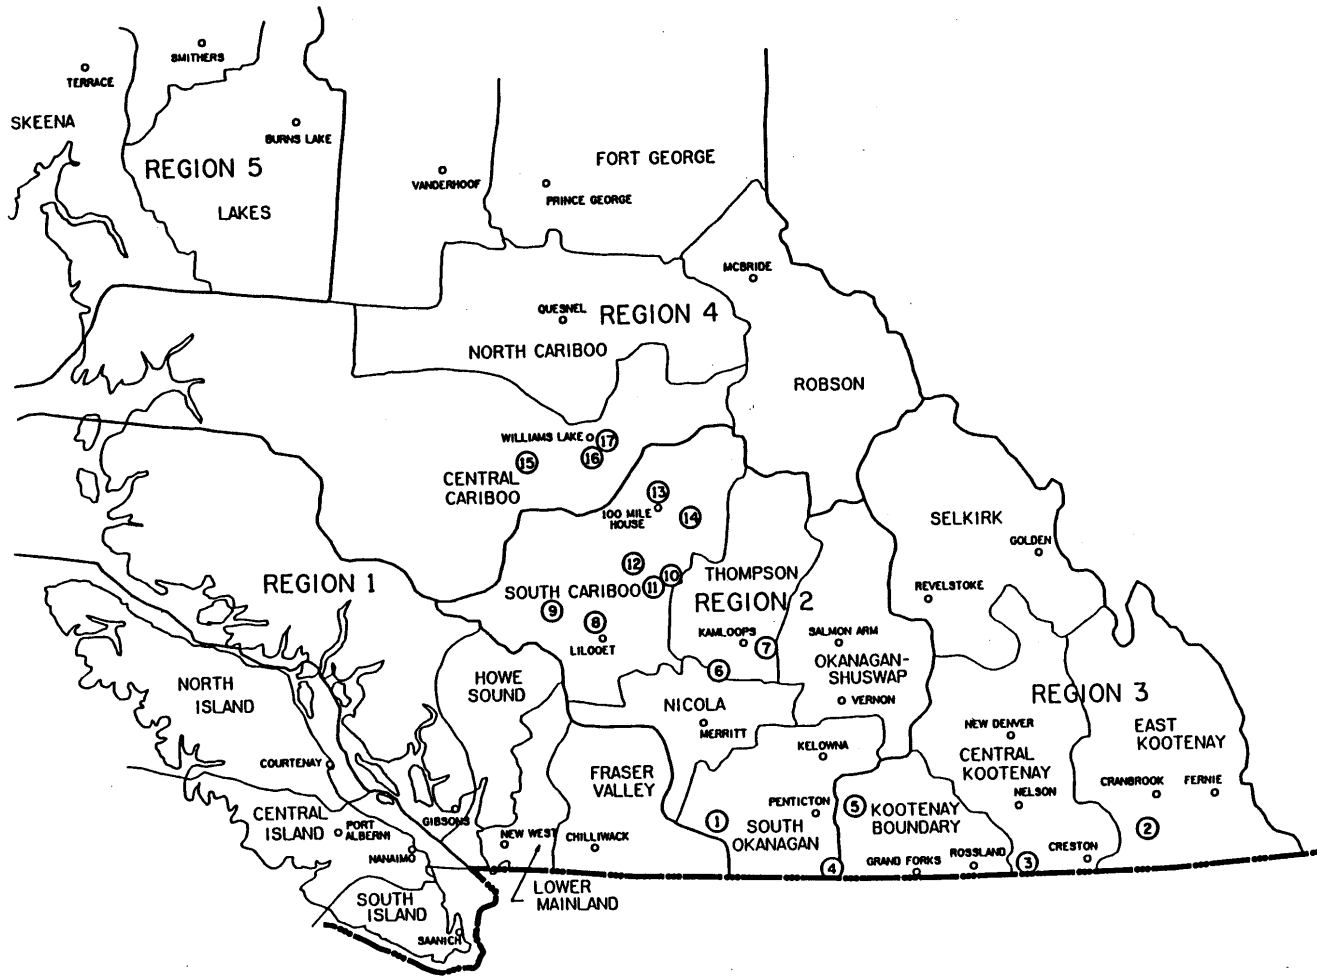 SMITHERS
TERRACE
SKEENA
BURNS LAKE
REGION 5
LAKES
FORT GEORGE
VANDERHOOF
PRINCE GEORGE
MCBRIDE
QUESNEL
REGION 4
NORTH CARIBOO
ROBSON
WILLIAMS LAKE
17
16
15
CENTRAL
CARIBOO
13
100 MILE
HOUSE
14
SELKIRK
GOLDEN
12
10
11
THOMPSON
REGION 1
SOUTH CARIBOO
REGION 2
REVELSTOKE
9
8
LILOOET
KAMLOOPS
7
SALMON ARM
6
OKANAGAN-
SHUSWAP
VERNON
HOWE
SOUND
NORTH
ISLAND
NICOLA
MERRITT
REGION 3
NEW DENVER
EAST
KOOTENAY
KELOWNA
CENTRAL
KOOTENAY
COURTENAY
FRASER
VALLEY
CRANBROOK
FERNIE
NELSON
CENTRAL
ISLAND
PORT
ALBERNI
GIBSONS
PENTICTON
5
KOOTENAY
BOUNDARY
1
SOUTH
OKANAGAN
2
NEW WEST
CHILLIWACK
NANAIMO
GRAND FORKS
ROSSLAND
CRESTON
4
3
LOWER
MAINLAND
SOUTH
ISLAND
SAANICH